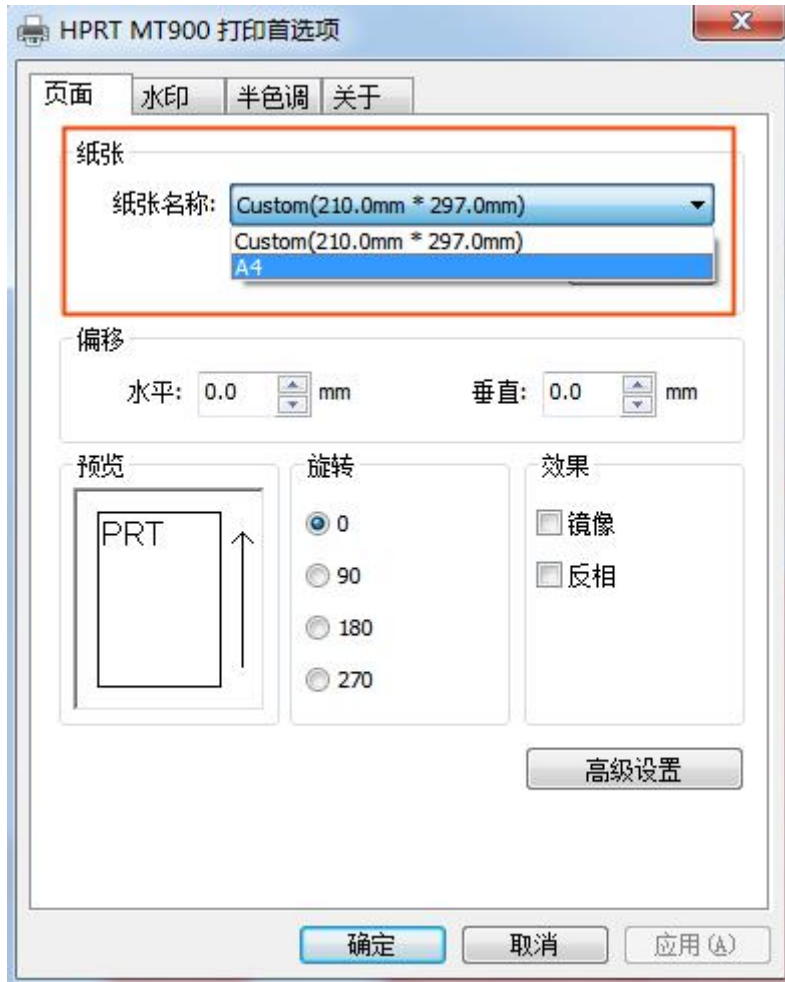 HPRT MT900 打印首选项
页面 水印 半色调 关于
纸张
纸张名称: Custom(210.0mm * 297.0mm)
Custom(210.0mm * 297.0mm)
A4
偏移
水平: 0.0 mm 垂直: 0.0 mm
预览 旋转 效果
PRT 0 镜像
90 反相
180
270
高级设置
确定 取消 应用(A)